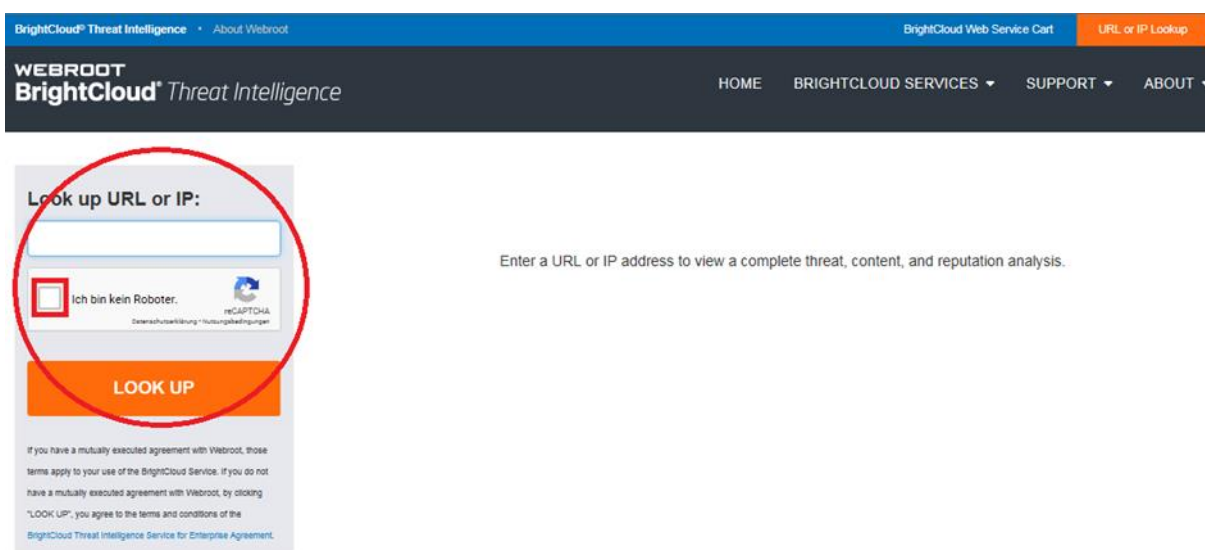 BrightCloud® Threat Intelligence • About Webroot
BrightCloud Web Service Cart
URL or IP Lookup
WEBROOT
BrightCloud® Threat Intelligence
HOME
BRIGHTCLOUD SERVICES
SUPPORT
ABOUT
Look up URL or IP:
Enter a URL or IP address to view a complete threat, content, and reputation analysis.
Ich bin kein Roboter.
reCAPTCHA
Datenschutzerklärung • Nutzungsbedingungen
LOOK UP
If you have a mutually executed agreement with Webroot, those
terms apply to your use of the BrightCloud Service. If you do not
have a mutually executed agreement with Webroot, by clicking
"LOOK UP", you agree to the terms and conditions of the
BrightCloud Threat Intelligence Service for Enterprise Agreement.